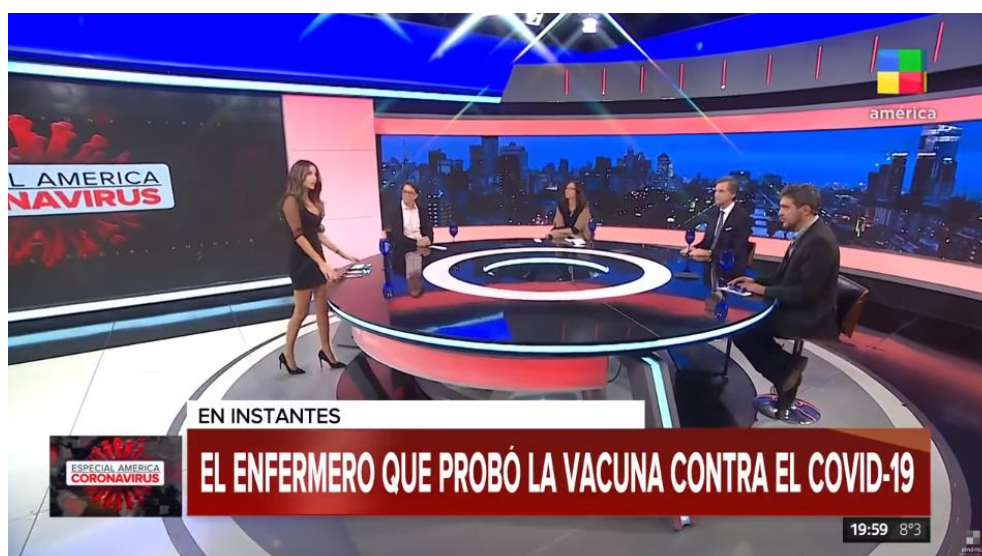 L AMERICA
NAVIRUS
américa
EN INSTANTES
ESPECIAL AMERICA
CORONAVIRUS
EL ENFERMERO QUE PROBÓ LA VACUNA CONTRA EL COVID-19
19:59 8°3